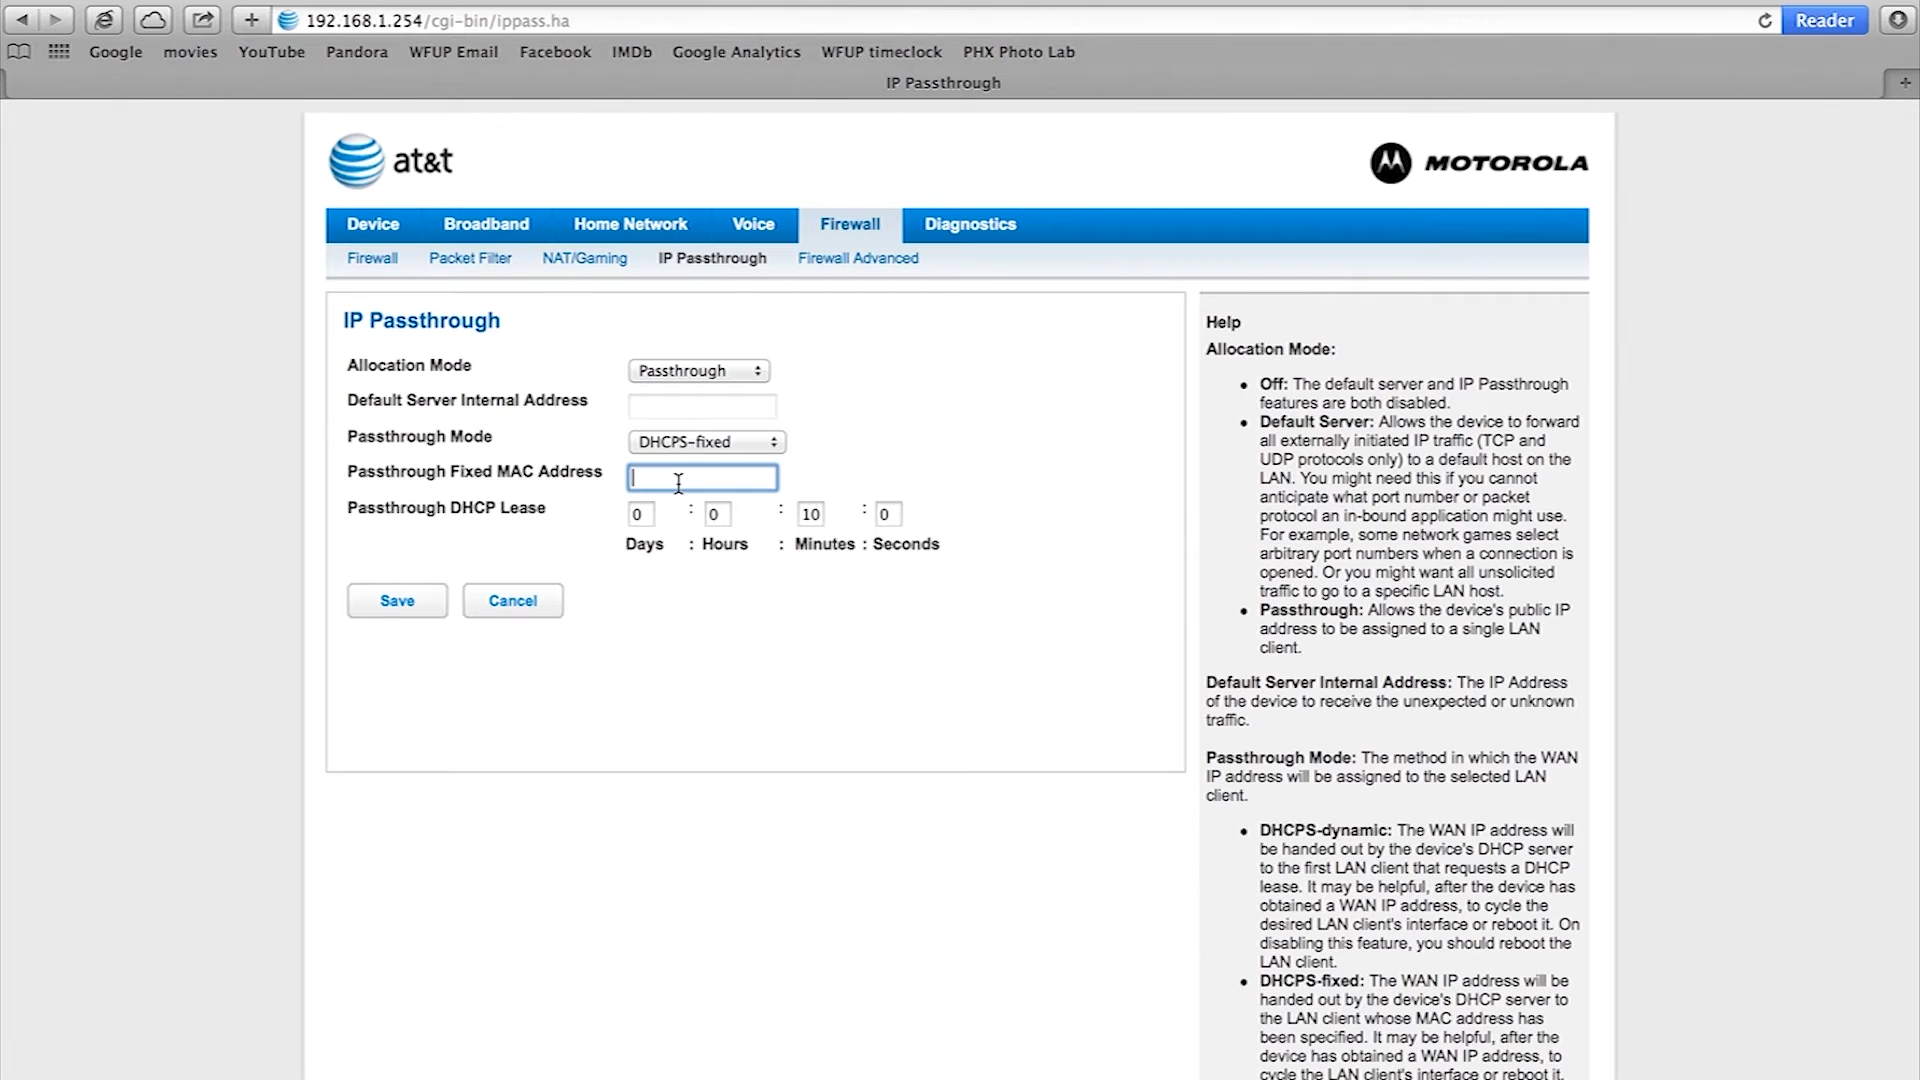 192.168.1.254/cgi-bin/ippass.ha
Reader
Google movies YouTube Pandora WFUP Email Facebook IMDb Google Analytics WFUP timeclock PHX Photo Lab
IP Passthrough
at&t
MOTOROLA
Device Broadband Home Network Voice Firewall Diagnostics
Firewall Packet Filter NAT/Gaming IP Passthrough Firewall Advanced
IP Passthrough
Allocation Mode Passthrough
Default Server Internal Address
Passthrough Mode DHCPS-fixed
Passthrough Fixed MAC Address
Passthrough DHCP Lease 0 : 0 : 10 : 0
Days : Hours : Minutes : Seconds
Save Cancel
Help
Allocation Mode:
• Off: The default server and IP Passthrough
features are both disabled.
• Default Server: Allows the device to forward
all externally initiated IP traffic (TCP and
UDP protocols only) to a default host on the
LAN. You might need this if you cannot
anticipate what port number or packet
protocol an in-bound application might use.
For example, some network games select
arbitrary port numbers when a connection is
opened. Or you might want all unsolicited
traffic to go to a specific LAN host.
• Passthrough: Allows the device's public IP
address to be assigned to a single LAN
client.
Default Server Internal Address: The IP Address
of the device to receive the unexpected or unknown
traffic.
Passthrough Mode: The method in which the WAN
IP address will be assigned to the selected LAN
client.
• DHCPS-dynamic: The WAN IP address will
be handed out by the device's DHCP server
to the first LAN client that requests a DHCP
lease. It may be helpful, after the device has
obtained a WAN IP address, to cycle the
desired LAN client's interface or reboot it. On
disabling this feature, you should reboot the
LAN client.
• DHCPS-fixed: The WAN IP address will be
handed out by the device's DHCP server to
the LAN client whose MAC address has
been specified. It may be helpful, after the
device has obtained a WAN IP address, to
cycle the LAN client's interface or reboot it.